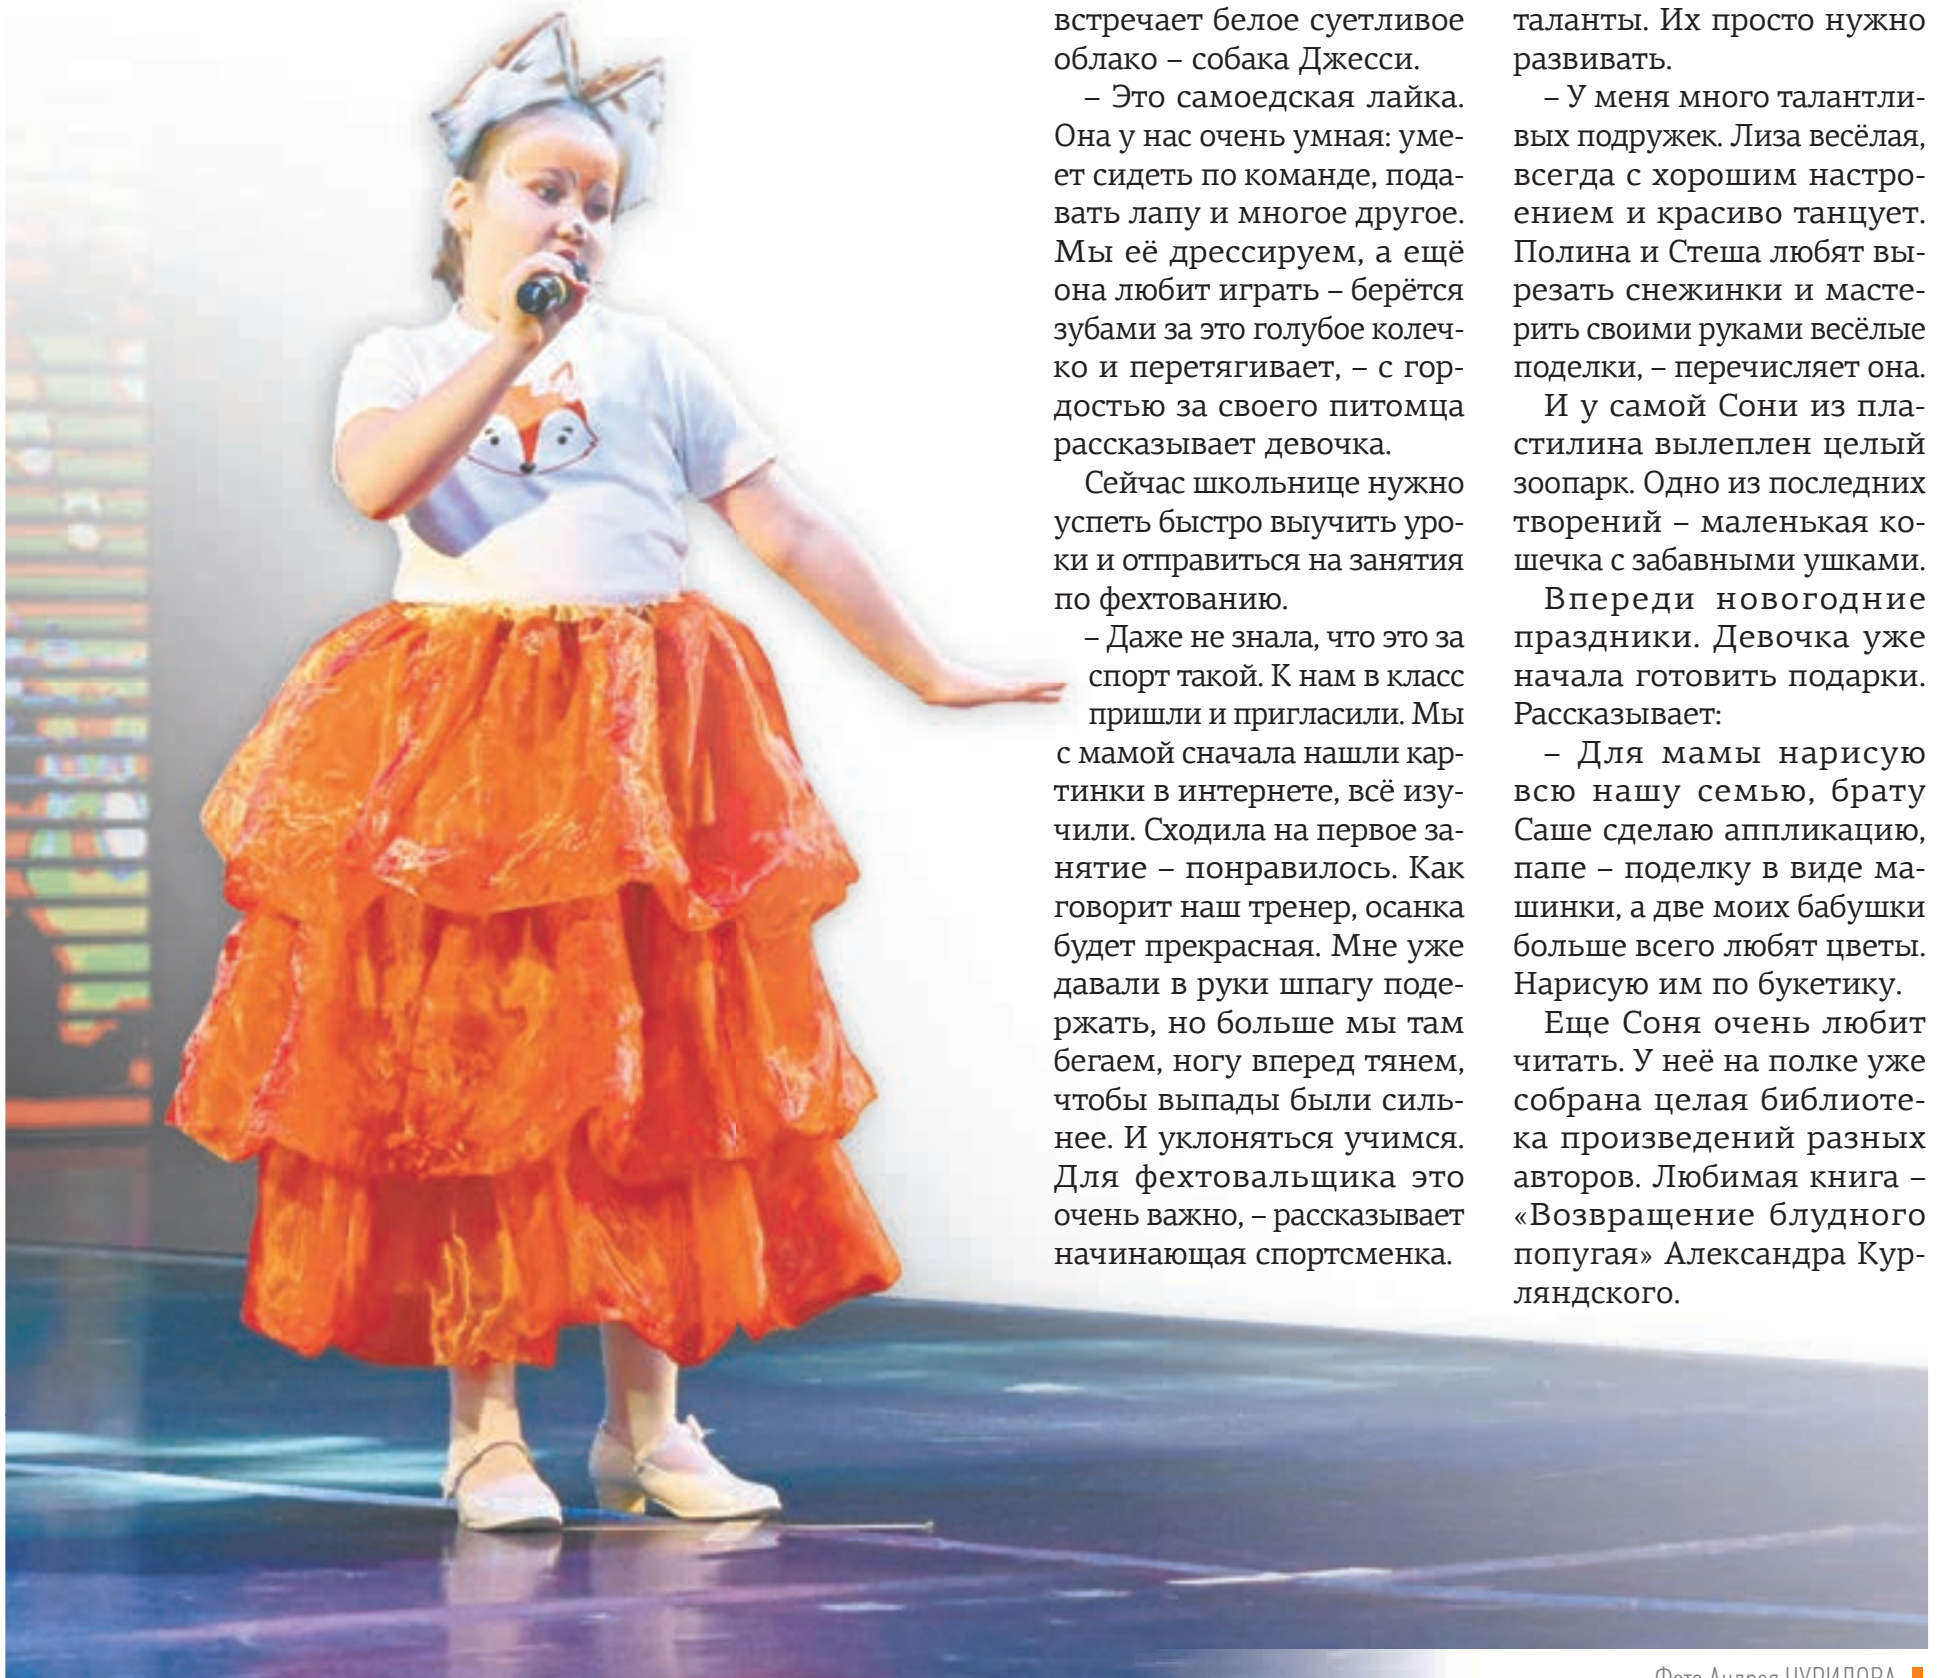 встречает белое суетливое
облако – собака Джесси.
– Это самоедская лайка.
Она у нас очень умная: уме-
ет сидеть по команде, пода-
вать лапу и многое другое.
Мы её дрессируем, а ещё
она любит играть – берётся
зубами за это голубое колеч-
ко и перетягивает, – с гор-
достью за своего питомца
рассказывает девочка.
Сейчас школьнице нужно
успеть быстро выучить уро-
ки и отправиться на занятия
по фехтованию.
– Даже не знала, что это за
спорт такой. К нам в класс
пришли и пригласили. Мы
с мамой сначала нашли кар-
тинки в интернете, всё изу-
чили. Сходила на первое за-
нятие – понравилось. Как
говорит наш тренер, осанка
будет прекрасная. Мне уже
давали в руки шпагу поде-
ржать, но больше мы там
бегаем, ногу вперед тянем,
чтобы выпады были силь-
нее. И уклоняться учимся.
Для фехтовальщика это
очень важно, – рассказывает
начинающая спортсменка.
таланты. Их просто нужно
развивать.
– У меня много талантли-
вых подружек. Лиза весёлая,
всегда с хорошим настро-
ением и красиво танцует.
Полина и Стеша любят вы-
резать снежинки и масте-
рить своими руками весёлые
поделки, – перечисляет она.
И у самой Сони из пла-
стилина вылеплен целый
зоопарк. Одно из последних
творений – маленькая ко-
шечка с забавными ушками.
Впереди новогодние
праздники. Девочка уже
начала готовить подарки.
Рассказывает:
– Для мамы нарисую
всю нашу семью, брату
Саше сделаю аппликацию,
папе – поделку в виде ма-
шинки, а две моих бабушки
больше всего любят цветы.
Нарисую им по букетику.
Еще Соня очень любит
читать. У неё на полке уже
собрана целая библиоте-
ка произведений разных
авторов. Любимая книга –
«Возвращение блудного
попугая» Александра Кур-
ляндского.
Фото Андрея ЧУРИЛОВА